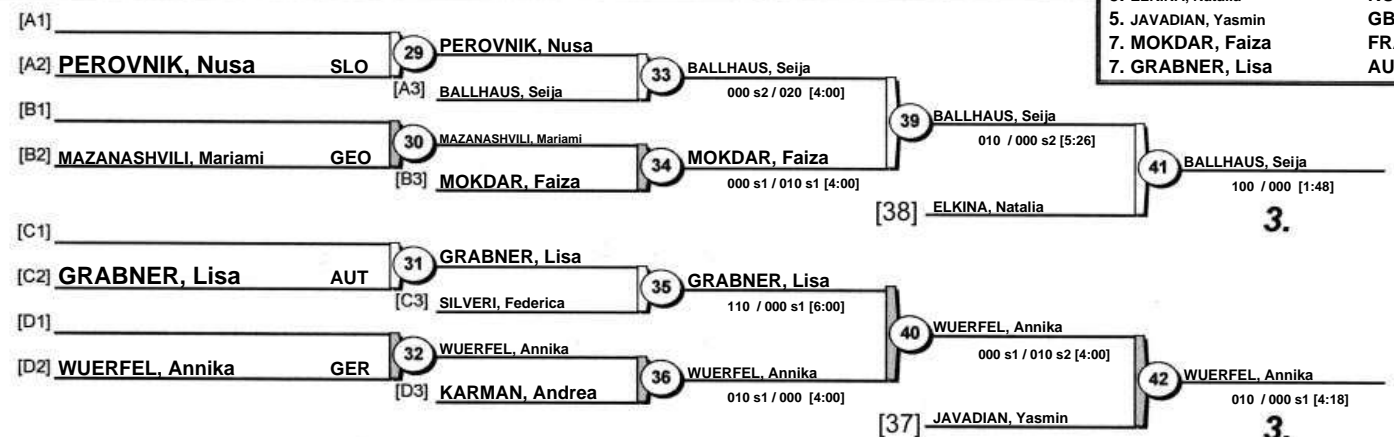 5. JAVADIAN, Yasmin GB
7. MOKDAR, Faiza FR
7. GRABNER, Lisa AU
[A1]
[A2] PEROVNIK, Nusa SLO
29
PEROVNIK, Nusa
[A3] BALLHAUS, Seija
33
BALLHAUS, Seija
000 s2 / 020 [4:00]
[B1]
[B2] MAZANASHVILI, Mariami GEO
30
MAZANASHVILI, Mariami
[B3] MOKDAR, Faiza
34
MOKDAR, Faiza
000 s1 / 010 s1 [4:00]
39
BALLHAUS, Seija
010 / 000 s2 [5:26]
[38] ELKINA, Natalia
41
BALLHAUS, Seija
100 / 000 [1:48]
3.
[C1]
[C2] GRABNER, Lisa AUT
31
GRABNER, Lisa
[C3] SILVERI, Federica
35
GRABNER, Lisa
110 / 000 s1 [6:00]
[D1]
[D2] WUERFEL, Annika GER
32
WUERFEL, Annika
[D3] KARMAN, Andrea
36
WUERFEL, Annika
010 s1 / 000 [4:00]
40
WUERFEL, Annika
000 s1 / 010 s2 [4:00]
[37] JAVADIAN, Yasmin
42
WUERFEL, Annika
010 / 000 s1 [4:18]
3.